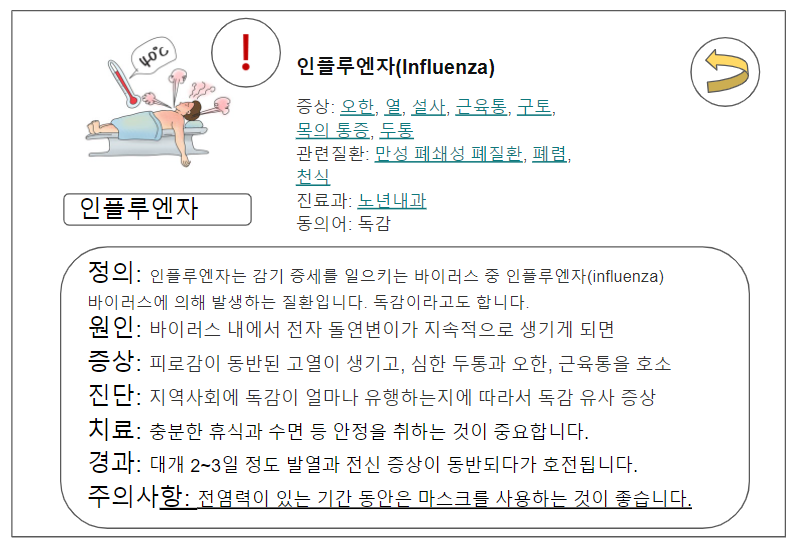 40℃
!
인플루엔자(Influenza)
증상: 오한, 열, 설사, 근육통, 구토,
목의 통증, 두통
관련질환: 만성 폐쇄성 폐질환, 폐렴,
천식
진료과: 노년내과
동의어: 독감
인플루엔자
정의: 인플루엔자는 감기 증세를 일으키는 바이러스 중 인플루엔자(influenza)
바이러스에 의해 발생하는 질환입니다. 독감이라고도 합니다.
원인: 바이러스 내에서 전자 돌연변이가 지속적으로 생기게 되면
증상: 피로감이 동반된 고열이 생기고, 심한 두통과 오한, 근육통을 호소
진단: 지역사회에 독감이 얼마나 유행하는지에 따라서 독감 유사 증상
치료: 충분한 휴식과 수면 등 안정을 취하는 것이 중요합니다.
경과: 대개 2~3일 정도 발열과 전신 증상이 동반되다가 호전됩니다.
주의사항: 전염력이 있는 기간 동안은 마스크를 사용하는 것이 좋습니다.